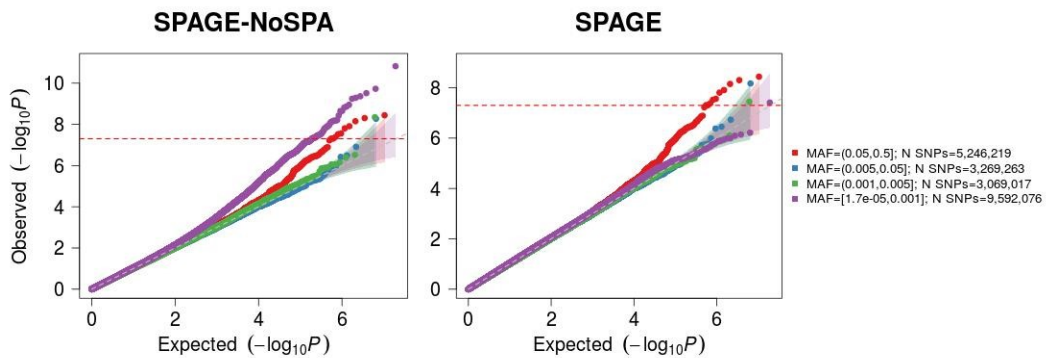 SPAGE-NoSPA
SPAGE
Observed (−log10P)
10
8
6
4
2
0
0 2 4 6
Expected (−log10P)
8
6
4
2
0
0 2 4 6
Expected (−log10P)
MAF=(0.05,0.5]; N SNPs=5,246,219
MAF=(0.005,0.05]; N SNPs=3,269,263
MAF=(0.001,0.005]; N SNPs=3,069,017
MAF=[1.7e-05,0.001]; N SNPs=9,592,076